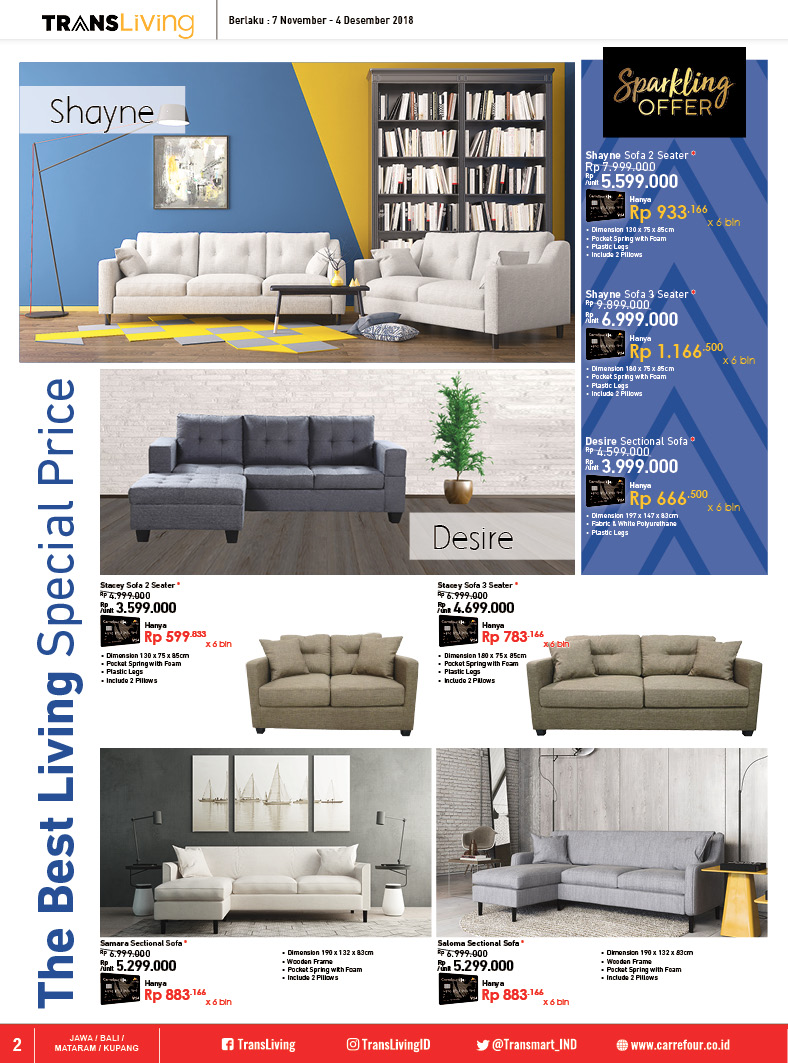 TRANSLiving
Berlaku : 7 November - 4 Desember 2018
Shayne
Sparkling
OFFER
Shayne Sofa 2 Seater *
Rp 7.999.000
Rp /unit 5.599.000
Hanya
Rp 933.166 x 6 bln
• Dimension 130 x 75 x 85cm
• Pocket Spring with Foam
• Plastic Legs
• Include 2 Pillows
Shayne Sofa 3 Seater *
Rp 9.899.000
Rp /unit 6.999.000
Hanya
Rp 1.166.500 x 6 bln
• Dimension 180 x 75 x 85cm
• Pocket Spring with Foam
• Plastic Legs
• Include 2 Pillows
Desire Sectional Sofa *
Rp 4.599.000
Rp /unit 3.999.000
Hanya
Rp 666.500 x 6 bln
• Dimension 197 x 147 x 83cm
• Fabric & White Polyurethane
• Plastic Legs
Desire
The Best Living Special Price
Stacey Sofa 2 Seater *
Rp 4.999.000
Rp /unit 3.599.000
Hanya
Rp 599.833 x 6 bln
• Dimension 130 x 75 x 85cm
• Pocket Spring with Foam
• Plastic Legs
• Include 2 Pillows
Stacey Sofa 3 Seater *
Rp 6.999.000
Rp /unit 4.699.000
Hanya
Rp 783.166 x 6 bln
• Dimension 180 x 75 x 85cm
• Pocket Spring with Foam
• Plastic Legs
• Include 2 Pillows
Samara Sectional Sofa *
Rp 6.999.000
Rp /unit 5.299.000
Hanya
Rp 883.166 x 6 bln
• Dimension 190 x 132 x 83cm
• Wooden Frame
• Pocket Spring with Foam
• Include 2 Pillows
Saloma Sectional Sofa *
Rp 6.999.000
Rp /unit 5.299.000
Hanya
Rp 883.166 x 6 bln
• Dimension 190 x 132 x 83cm
• Wooden Frame
• Pocket Spring with Foam
• Include 2 Pillows
2
JAWA / BALI /
MATARAM / KUPANG
TransLiving
TransLivingID
@Transmart_IND
www.carrefour.co.id